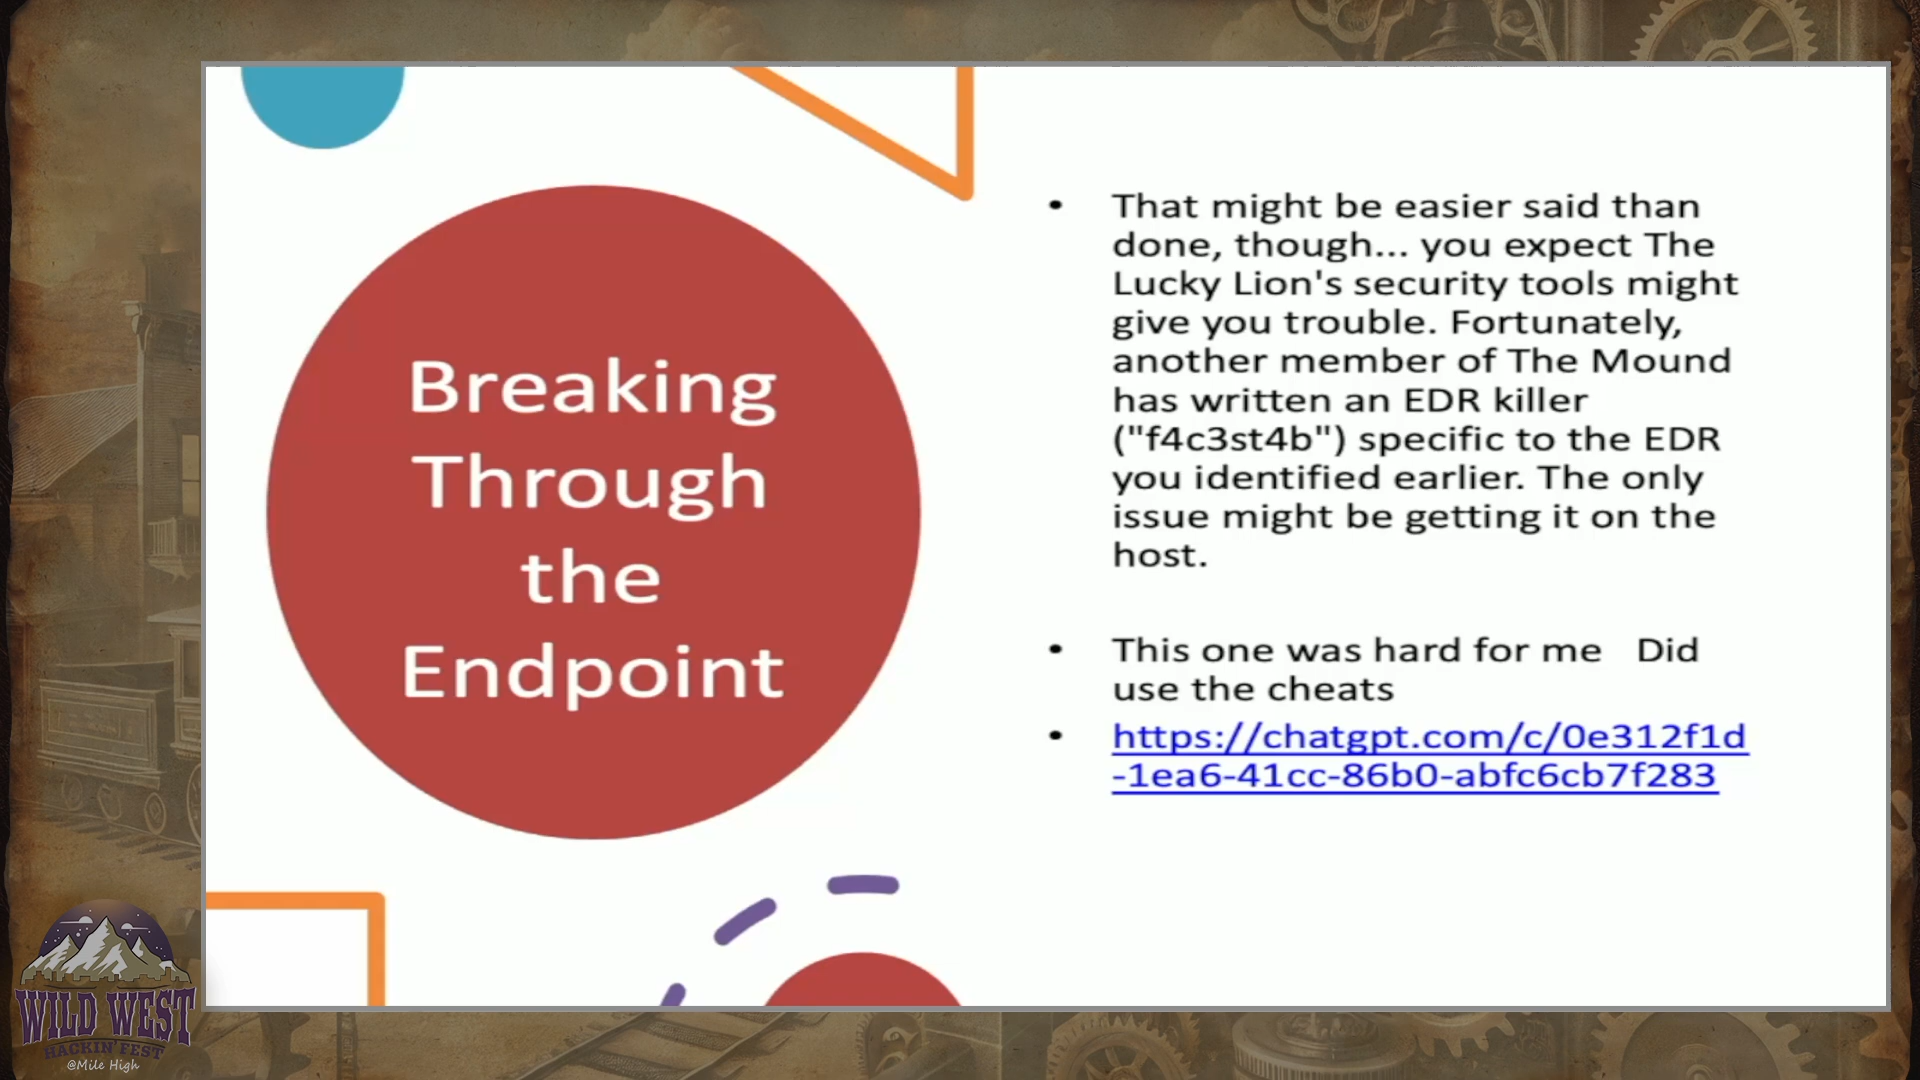 Breaking
Through
the
Endpoint
• That might be easier said than
done, though... you expect The
Lucky Lion's security tools might
give you trouble. Fortunately,
another member of The Mound
has written an EDR killer
("f4c3st4b") specific to the EDR
you identified earlier. The only
issue might be getting it on the
host.
• This one was hard for me   Did
use the cheats
• https://chatgpt.com/c/0e312f1d
-1ea6-41cc-86b0-abfc6cb7f283
WILD WEST
HACKIN' FEST
@Mile High